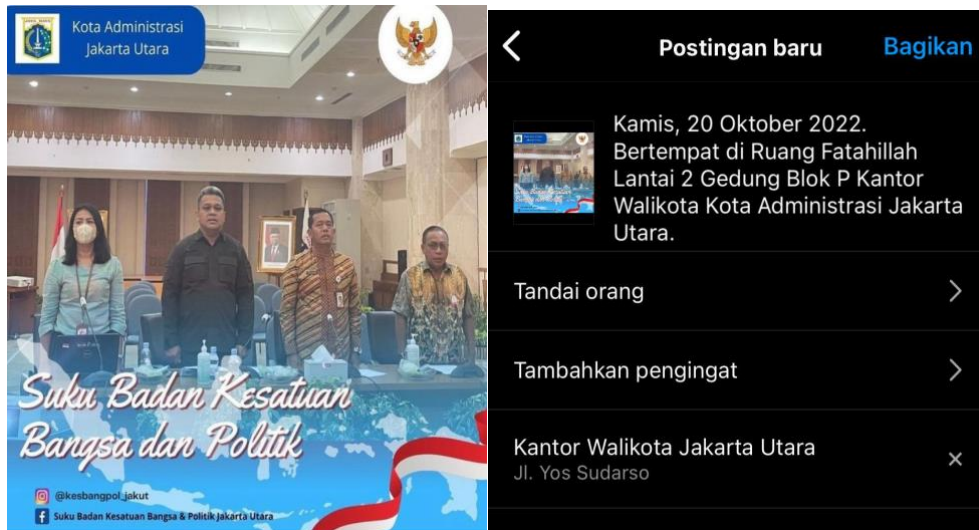 Kota Administrasi
Jakarta Utara
Suku Badan Kesatuan
Bangsa dan Politik
@kesbangpol_jakut
Suku Badan Kesatuan Bangsa & Politik Jakarta Utara
Postingan baru
Bagikan
Kamis, 20 Oktober 2022.
Bertempat di Ruang Fatahillah
Lantai 2 Gedung Blok P Kantor
Walikota Kota Administrasi Jakarta
Utara.
Tandai orang
Tambahkan pengingat
Kantor Walikota Jakarta Utara
Jl. Yos Sudarso